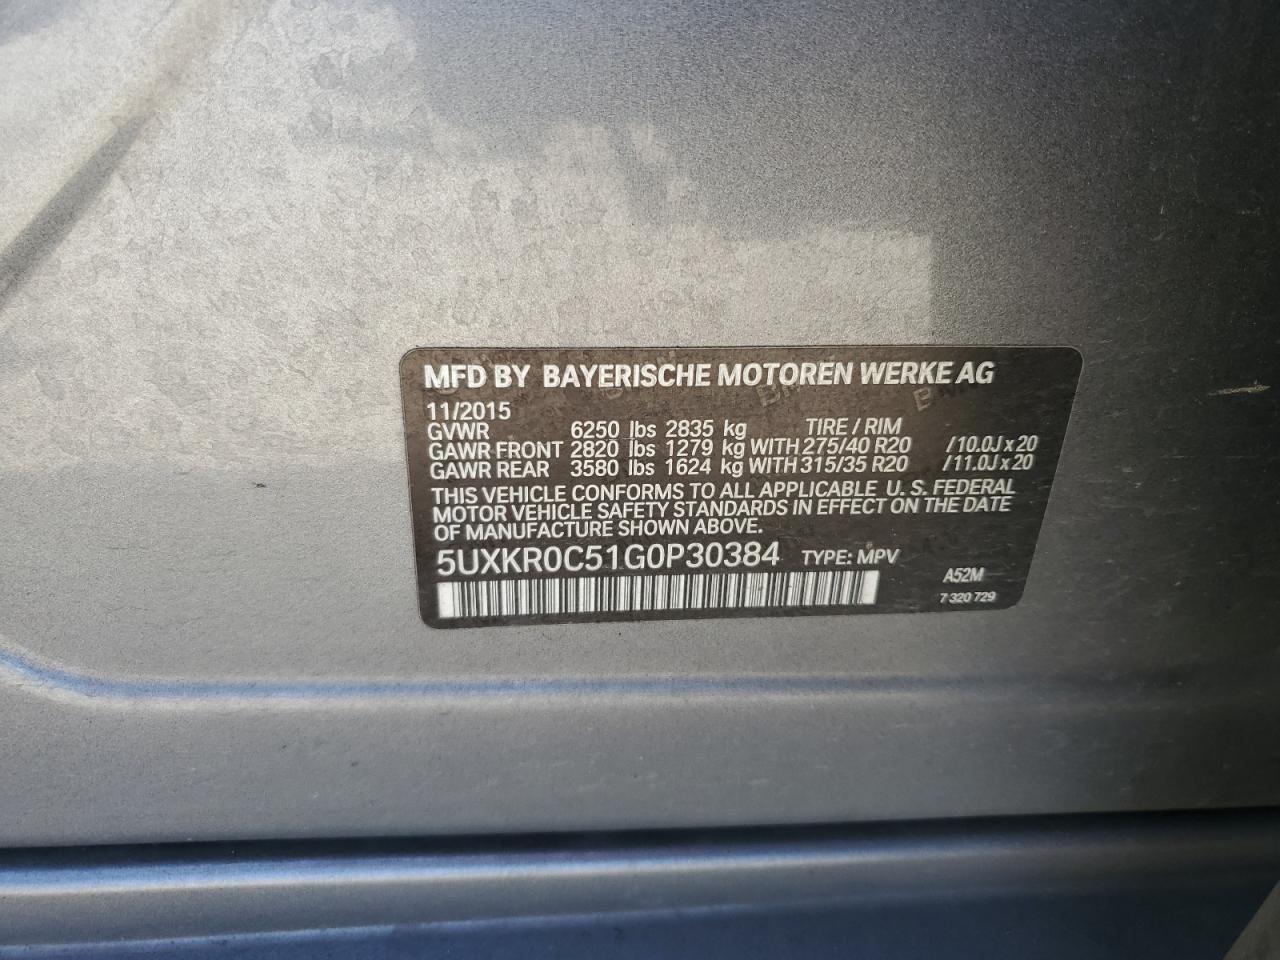 MFD BY BAYERISCHE MOTOREN WERKE AG
11/2015
GVWR 6250 lbs 2835 kg TIRE / RIM
GAWR FRONT 2820 lbs 1279 kg WITH 275/40 R20 / 10.0J x 20
GAWR REAR 3580 lbs 1624 kg WITH 315/35 R20 / 11.0J x 20
THIS VEHICLE CONFORMS TO ALL APPLICABLE U. S. FEDERAL
MOTOR VEHICLE SAFETY STANDARDS IN EFFECT ON THE DATE
OF MANUFACTURE SHOWN ABOVE.
5UXKR0C51G0P30384 TYPE: MPV
A52M
7 320 729